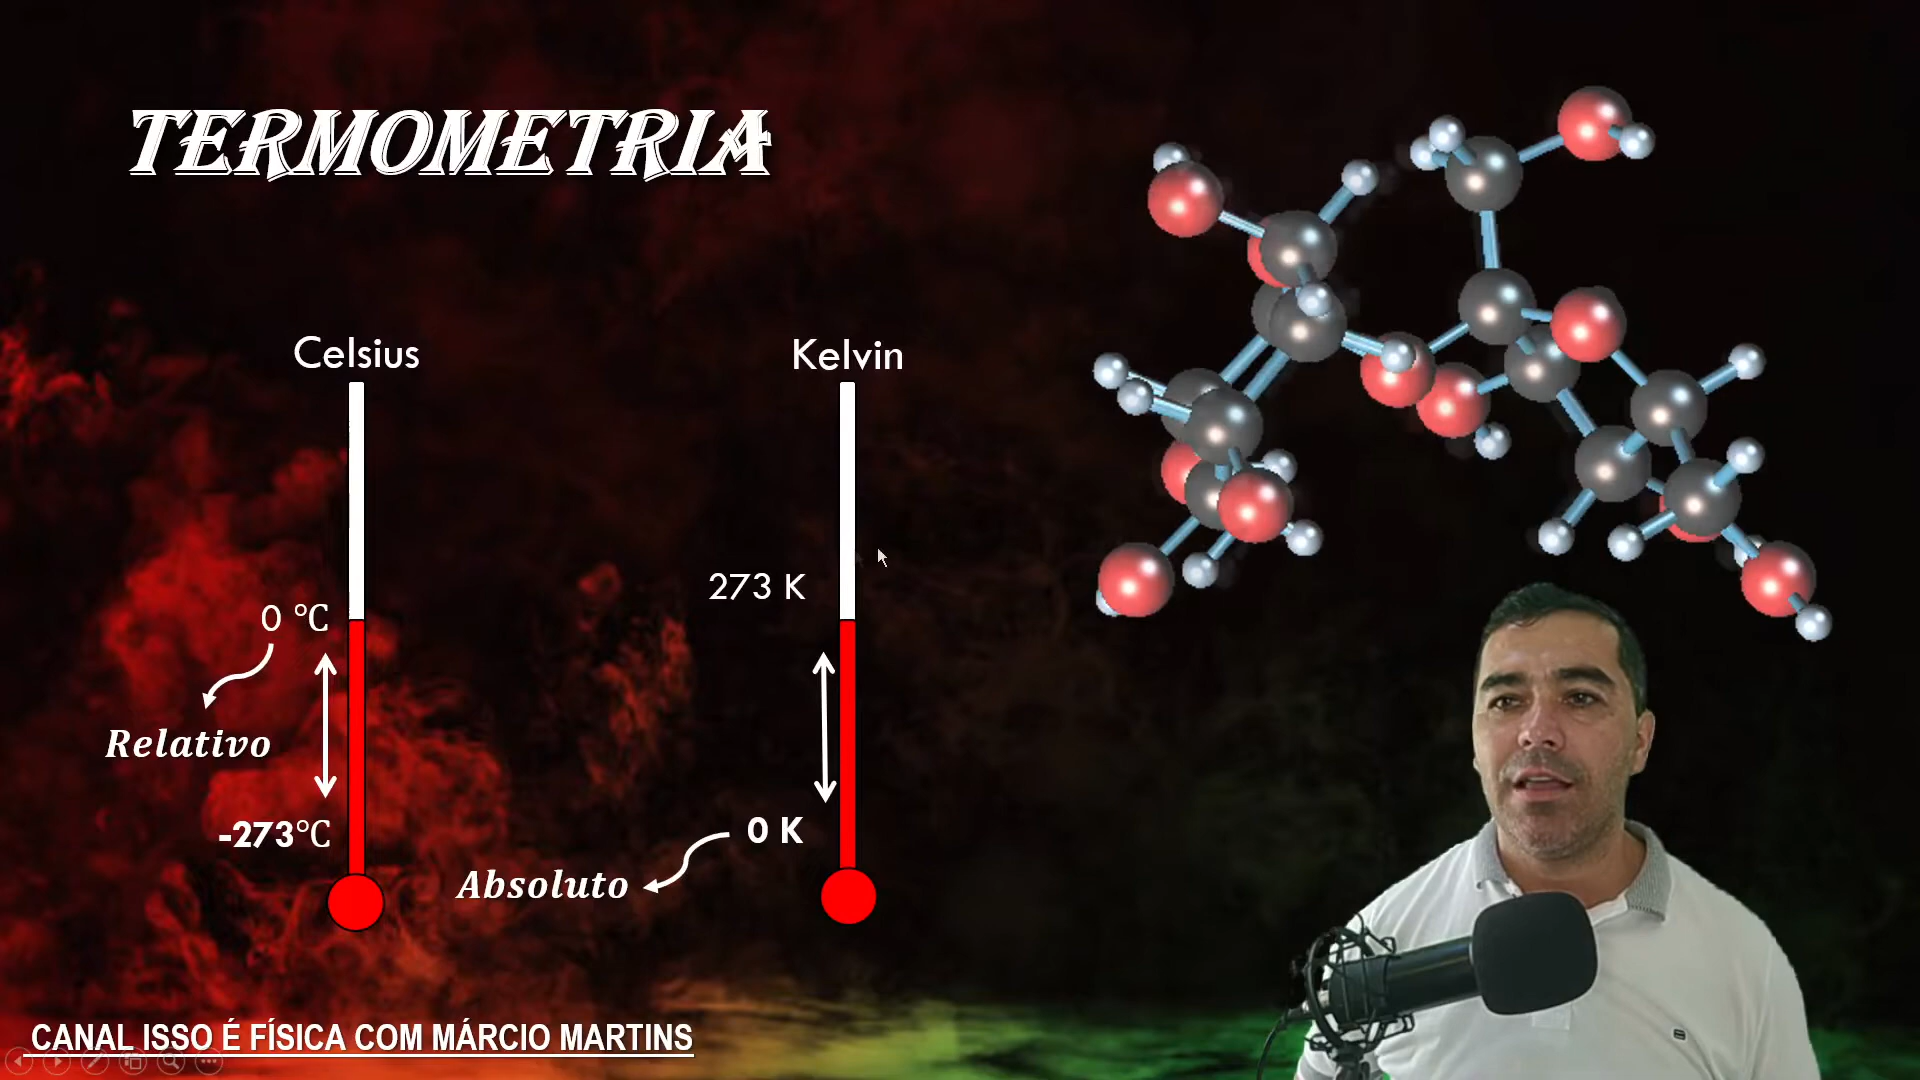 TERMOMETRIA
Celsius
Kelvin
273 K
0 °C
Relativo
-273°C
0 K
Absoluto
CANAL ISSO É FÍSICA COM MÁRCIO MARTINS